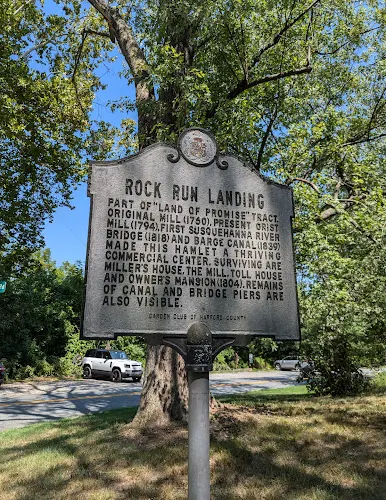 ROCK RUN LANDING
PART OF "LAND OF PROMISE" TRACT.
ORIGINAL MILL (1760), PRESENT GRIST
MILL (1794), FIRST SUSQUEHANNA RIVER
BRIDGE (1818) AND BARGE CANAL (1839)
MADE THIS HAMLET A THRIVING
COMMERCIAL CENTER. SURVIVING ARE
MILLER'S HOUSE, THE MILL, TOLL HOUSE
AND OWNER'S MANSION (1804). REMAINS
OF CANAL AND BRIDGE PIERS ARE
ALSO VISIBLE.
GARDEN CLUB OF HARFORD COUNTY